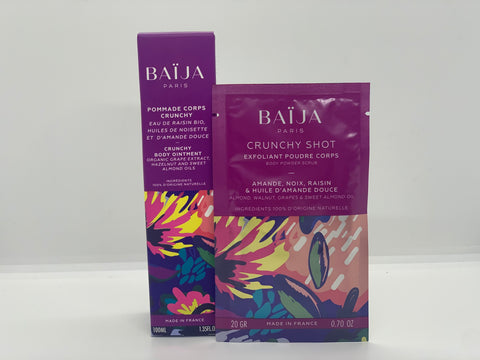 BAÏJA
PARIS
POMMADE CORPS
CRUNCHY
EAU DE RAISIN BIO,
HUILES DE NOISETTE
ET D'AMANDE DOUCE
CRUNCHY
BODY OINTMENT
ORGANIC GRAPE EXTRACT,
HAZELNUT AND SWEET
ALMOND OILS
INGRÉDIENTS
100% D'ORIGINE NATURELLE
MADE IN FRANCE
100ML
1.35FL.O
BAÏJA
PARIS
CRUNCHY SHOT
EXFOLIANT POUDRE CORPS
BODY POWDER SCRUB
AMANDE, NOIX, RAISIN
& HUILE D'AMANDE DOUCE
ALMOND, WALNUT, GRAPES & SWEET ALMOND OIL
INGRÉDIENTS 100% D'ORIGINE NATURELLE
20 GR
MADE IN FRANCE
0.70 OZ